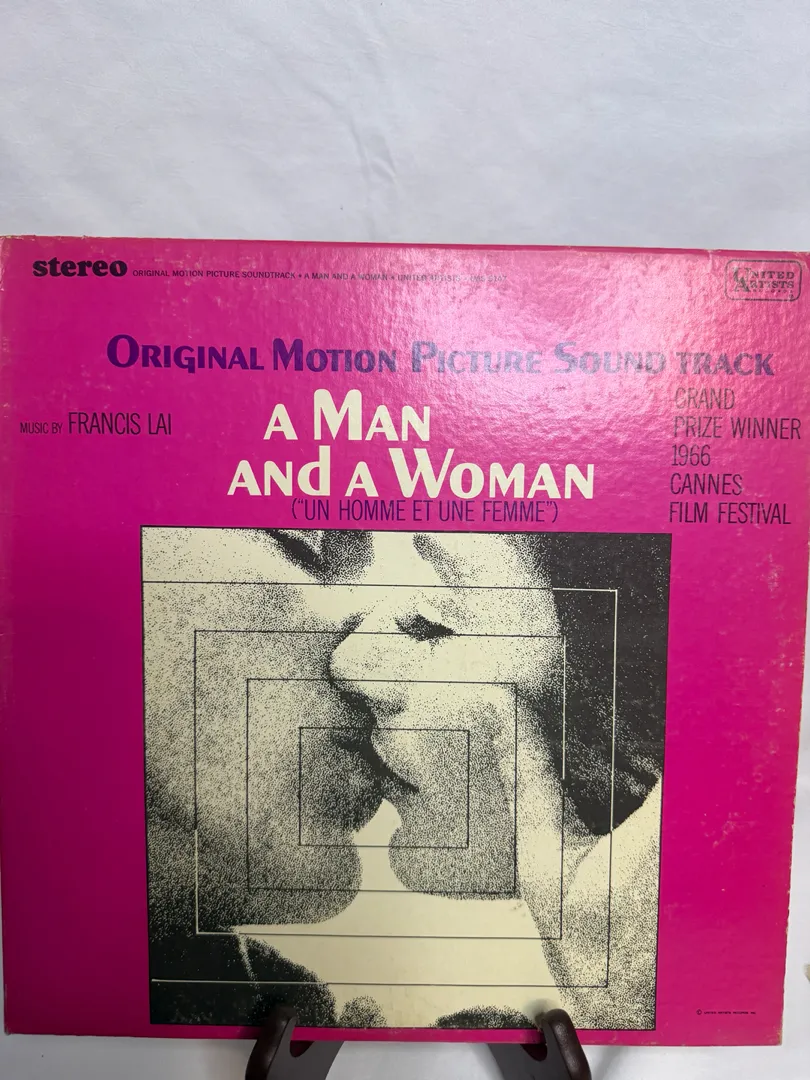 stereo ORIGINAL MOTION PICTURE SOUNDTRACK • A MAN AND A WOMAN • UNITED ARTISTS
UNITED ARTISTS RECORDS
ORIGINAL MOTION PICTURE SOUND TRACK
MUSIC BY FRANCIS LAI
A MAN
AND A WOMAN
("UN HOMME ET UNE FEMME")
GRAND
PRIZE WINNER
1966
CANNES
FILM FESTIVAL